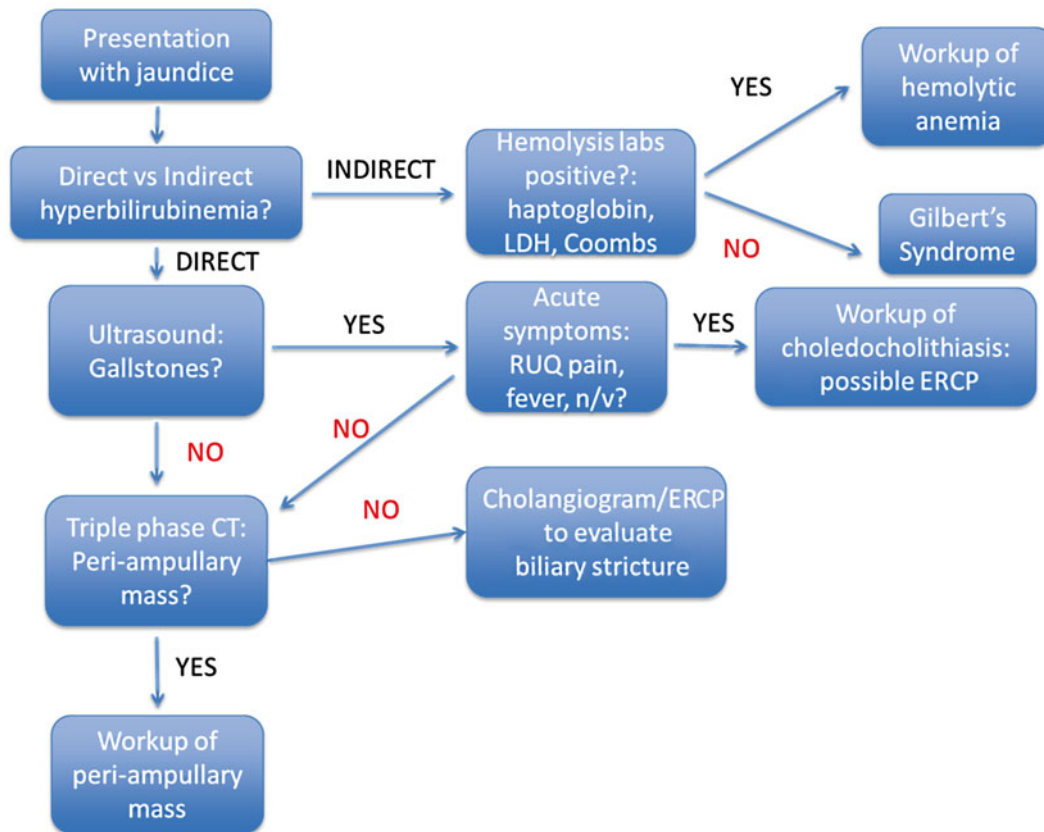 Presentation
with jaundice
Direct vs Indirect
hyperbilirubinemia?
INDIRECT
Hemolysis labs
positive?:
haptoglobin,
LDH, Coombs
YES
Workup of
hemolytic
anemia
NO
Gilbert's
Syndrome
DIRECT
Ultrasound:
Gallstones?
YES
Acute
symptoms:
RUQ pain,
fever, n/v?
YES
Workup of
choledocholithiasis:
possible ERCP
NO
NO
Triple phase CT:
Peri-ampullary
mass?
NO
Cholangiogram/ERCP
to evaluate
biliary stricture
YES
Workup of
peri-ampullary
mass